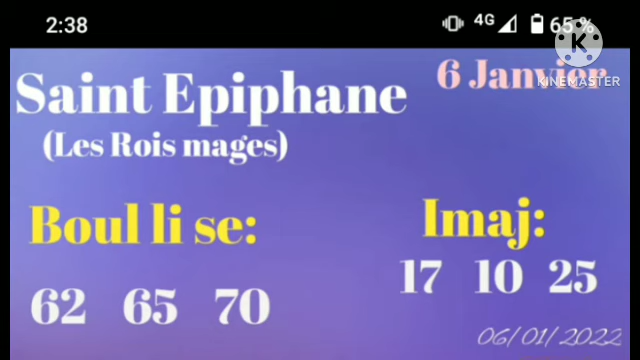 2:38 4G 65%
K
KINEMASTER
Saint Epiphane
6 Janvier
(Les Rois mages)
Boul li se:
Imaj:
62 65 70
17 10 25
06/01/2022